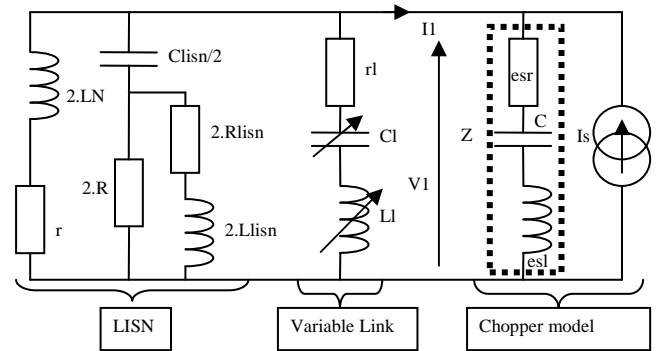 I1
Clisn/2
rl
esr
2.LN
2.Rlisn
Cl
C
Z
Is
2.R
V1
Ll
r
2.Llisn
esl
LISN
Variable Link
Chopper model